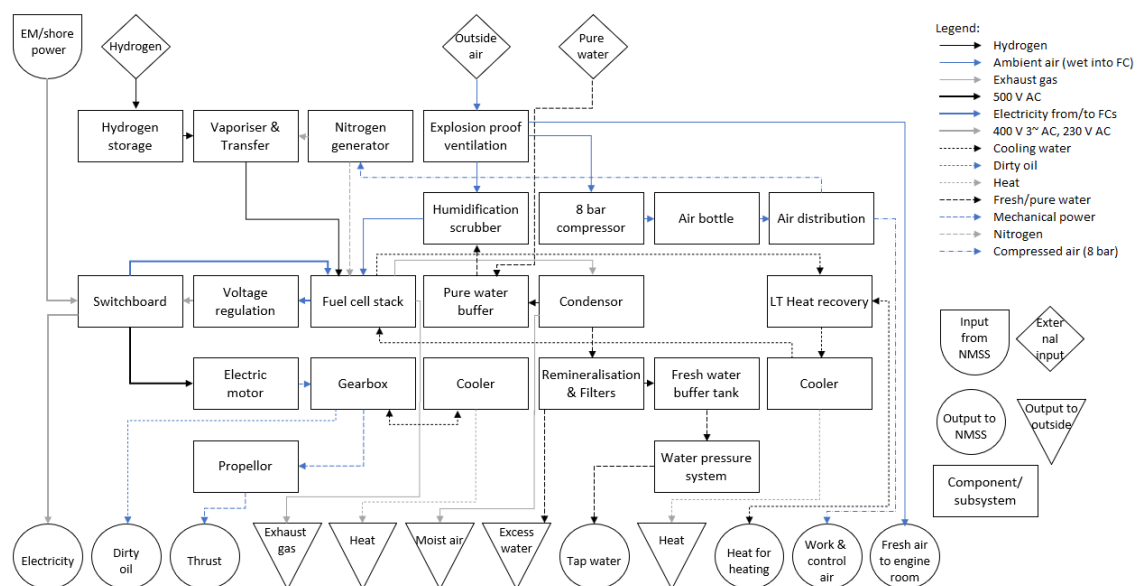 EM/shore
power
Hydrogen
Outside
air
Pure
water
Hydrogen
storage
Vaporiser &
Transfer
Nitrogen
generator
Explosion proof
ventilation
Humidification
scrubber
8 bar
compressor
Air bottle
Air distribution
Switchboard
Voltage
regulation
Fuel cell stack
Pure water
buffer
Condensor
LT Heat recovery
Electric
motor
Gearbox
Cooler
Remineralisation
& Filters
Fresh water
buffer tank
Cooler
Propellor
Water pressure
system
Electricity
Dirty
oil
Thrust
Exhaust
gas
Heat
Moist air
Excess
water
Tap water
Heat
Heat for
heating
Work &
control
air
Fresh air
to engine
room
Legend:
Hydrogen
Ambient air (wet into FC)
Exhaust gas
500 V AC
Electricity from/to FCs
400 V 3~ AC, 230 V AC
Cooling water
Dirty oil
Heat
Fresh/pure water
Mechanical power
Nitrogen
Compressed air (8 bar)
Input
from
NMSS
Exter
nal
input
Output to
NMSS
Output to
outside
Component/
subsystem